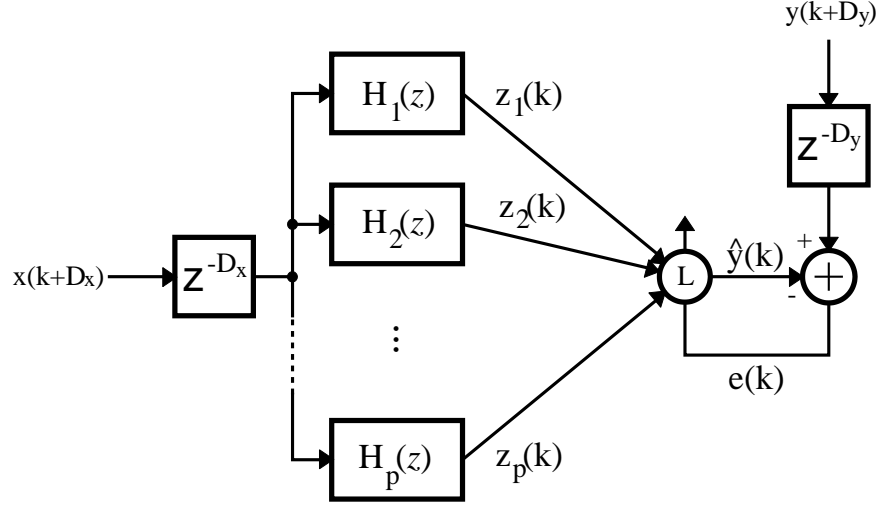 y(k+Dy)
H1(z)
z1(k)
z^-Dy
H2(z)
z2(k)
+
x(k+Dx)
z^-Dx
L
ŷ(k)
+
-
⋮
e(k)
Hp(z)
zp(k)